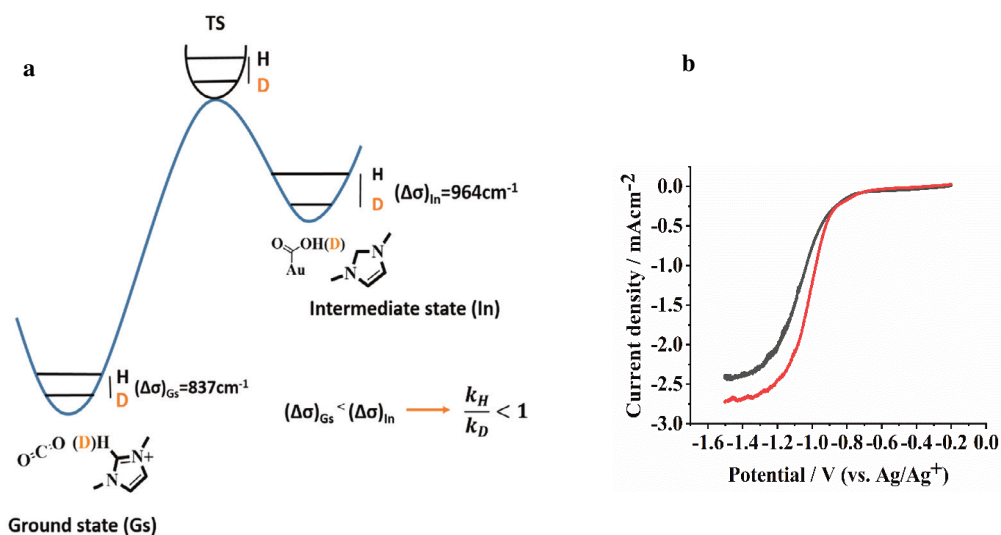 TS
a
H
D
b
H
D
(Δσ)In=964cm-1
O
OH(D)
Au
N
N
Intermediate state (In)
H
D
(Δσ)Gs=837cm-1
(Δσ)Gs < (Δσ)In
kH
kD
< 1
O=C=O (D)H
N+
N
Ground state (Gs)
Current density / mAcm-2
0.0
-0.5
-1.0
-1.5
-2.0
-2.5
-3.0
-1.6 -1.4 -1.2 -1.0 -0.8 -0.6 -0.4 -0.2 0.0
Potential / V (vs. Ag/Ag+)